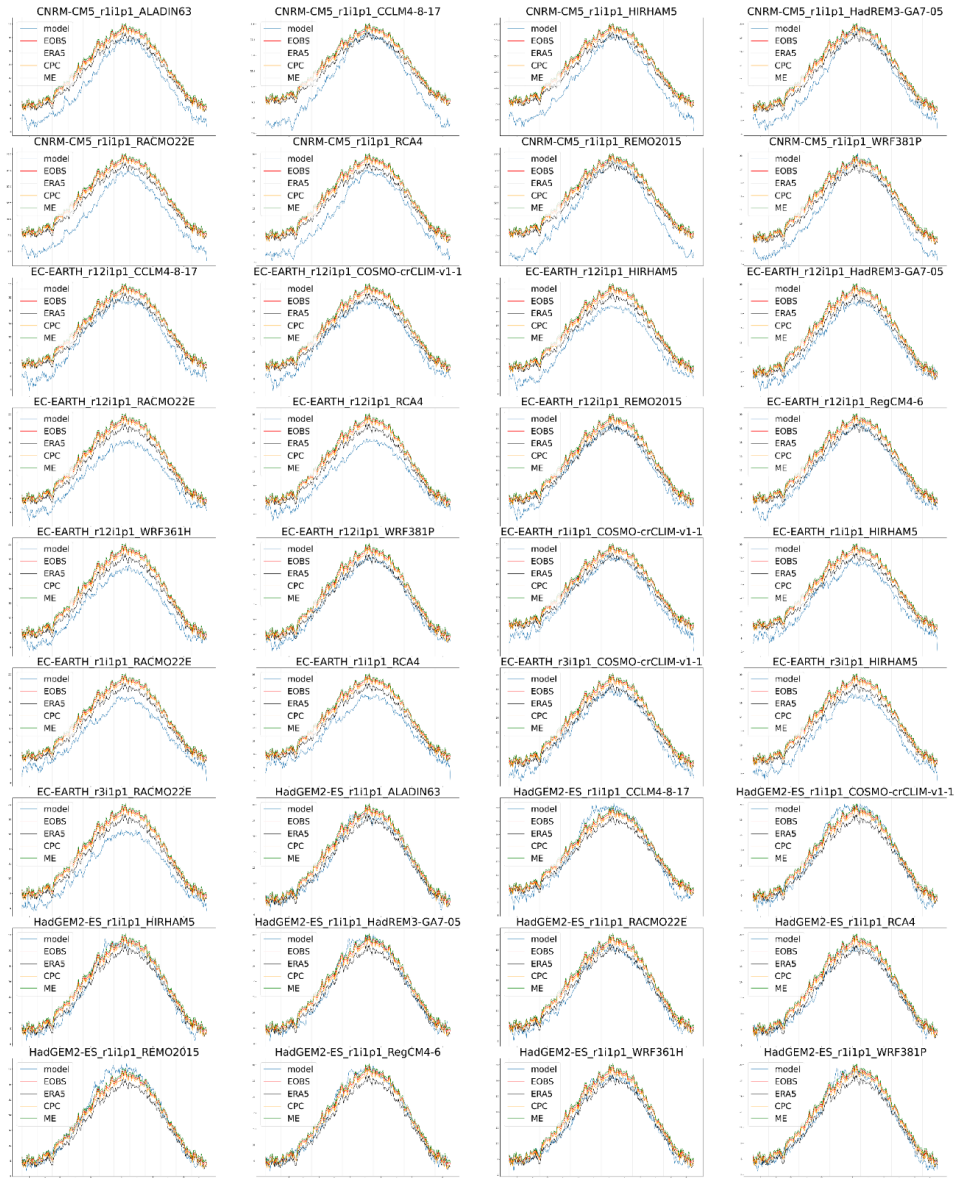 CNRM-CM5_r1i1p1_ALADIN63
model
EOBS
ERA5
CPC
ME
CNRM-CM5_r1i1p1_CCLM4-8-17
model
EOBS
ERA5
CPC
ME
CNRM-CM5_r1i1p1_HIRHAM5
model
EOBS
ERA5
CPC
ME
CNRM-CM5_r1i1p1_HadREM3-GA7-05
model
EOBS
ERA5
CPC
ME
CNRM-CM5_r1i1p1_RACMO22E
model
EOBS
ERA5
CPC
ME
CNRM-CM5_r1i1p1_RCA4
model
EOBS
ERA5
CPC
ME
CNRM-CM5_r1i1p1_REMO2015
model
EOBS
ERA5
CPC
ME
CNRM-CM5_r1i1p1_WRF381P
model
EOBS
ERA5
CPC
ME
EC-EARTH_r12i1p1_CCLM4-8-17
model
EOBS
ERA5
CPC
ME
EC-EARTH_r12i1p1_COSMO-crCLIM-v1-1
model
EOBS
ERA5
CPC
ME
EC-EARTH_r12i1p1_HIRHAM5
model
EOBS
ERA5
CPC
ME
EC-EARTH_r12i1p1_HadREM3-GA7-05
model
EOBS
ERA5
CPC
ME
EC-EARTH_r12i1p1_RACMO22E
model
EOBS
ERA5
CPC
ME
EC-EARTH_r12i1p1_RCA4
model
EOBS
ERA5
CPC
ME
EC-EARTH_r12i1p1_REMO2015
model
EOBS
ERA5
CPC
ME
EC-EARTH_r12i1p1_RegCM4-6
model
EOBS
ERA5
CPC
ME
EC-EARTH_r12i1p1_WRF361H
model
EOBS
ERA5
CPC
ME
EC-EARTH_r12i1p1_WRF381P
model
EOBS
ERA5
CPC
ME
EC-EARTH_r1i1p1_COSMO-crCLIM-v1-1
model
EOBS
ERA5
CPC
ME
EC-EARTH_r1i1p1_HIRHAM5
model
EOBS
ERA5
CPC
ME
EC-EARTH_r1i1p1_RACMO22E
model
EOBS
ERA5
CPC
ME
EC-EARTH_r1i1p1_RCA4
model
EOBS
ERA5
CPC
ME
EC-EARTH_r3i1p1_COSMO-crCLIM-v1-1
model
EOBS
ERA5
CPC
ME
EC-EARTH_r3i1p1_HIRHAM5
model
EOBS
ERA5
CPC
ME
EC-EARTH_r3i1p1_RACMO22E
model
EOBS
ERA5
CPC
ME
HadGEM2-ES_r1i1p1_ALADIN63
model
EOBS
ERA5
CPC
ME
HadGEM2-ES_r1i1p1_CCLM4-8-17
model
EOBS
ERA5
CPC
ME
HadGEM2-ES_r1i1p1_COSMO-crCLIM-v1-1
model
EOBS
ERA5
CPC
ME
HadGEM2-ES_r1i1p1_HIRHAM5
model
EOBS
ERA5
CPC
ME
HadGEM2-ES_r1i1p1_HadREM3-GA7-05
model
EOBS
ERA5
CPC
ME
HadGEM2-ES_r1i1p1_RACMO22E
model
EOBS
ERA5
CPC
ME
HadGEM2-ES_r1i1p1_RCA4
model
EOBS
ERA5
CPC
ME
HadGEM2-ES_r1i1p1_REMO2015
model
EOBS
ERA5
CPC
ME
HadGEM2-ES_r1i1p1_RegCM4-6
model
EOBS
ERA5
CPC
ME
HadGEM2-ES_r1i1p1_WRF361H
model
EOBS
ERA5
CPC
ME
HadGEM2-ES_r1i1p1_WRF381P
model
EOBS
ERA5
CPC
ME